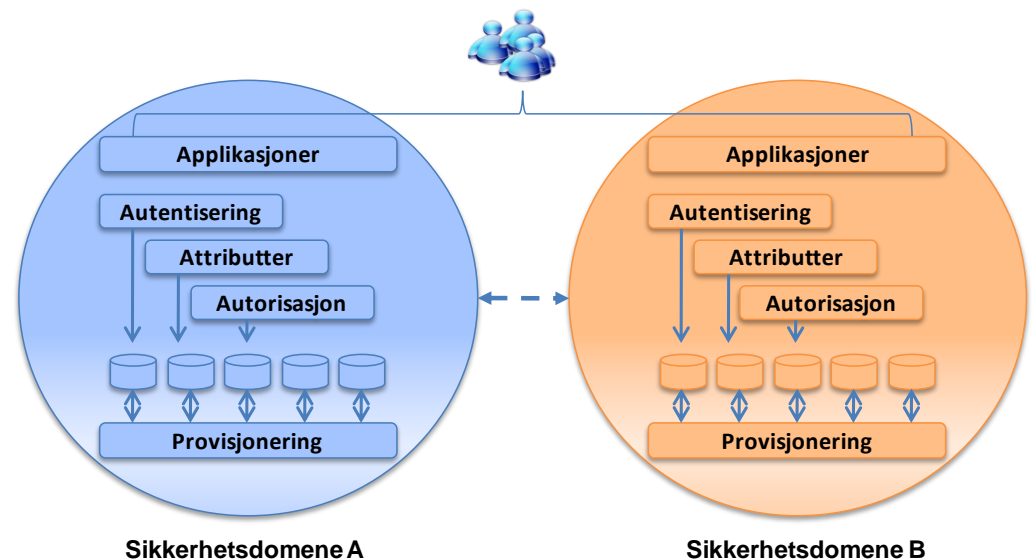 Applikasjoner
Autentisering
Attributter
Autorisasjon
Provisjonering
Sikkerhetsdomene A
Applikasjoner
Autentisering
Attributter
Autorisasjon
Provisjonering
Sikkerhetsdomene B